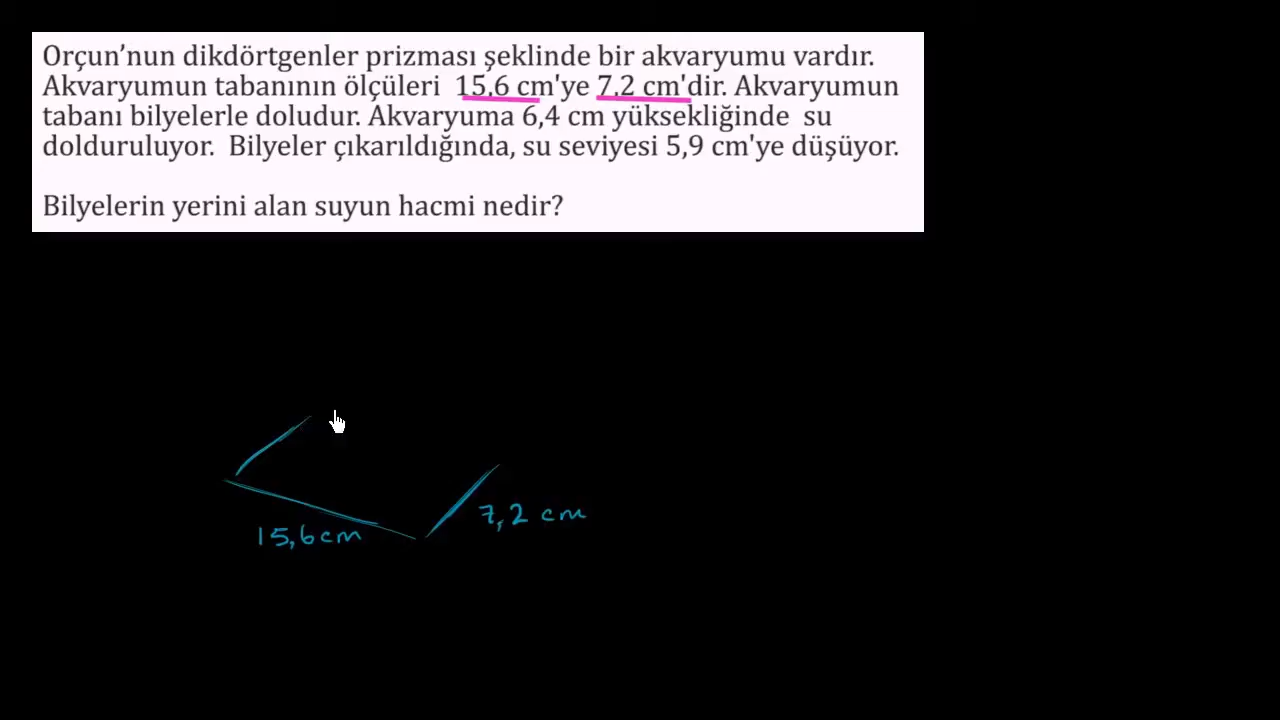 Orçun’nun dikdörtgenler prizması şeklinde bir akvaryumu vardır.
Akvaryumun tabanının ölçüleri 15,6 cm'ye 7,2 cm'dir. Akvaryumun
tabanı bilyelerle doludur. Akvaryuma 6,4 cm yüksekliğinde su
dolduruluyor. Bilyeler çıkarıldığında, su seviyesi 5,9 cm'ye düşüyor.
Bilyelerin yerini alan suyun hacmi nedir?
15,6cm
7,2 cm